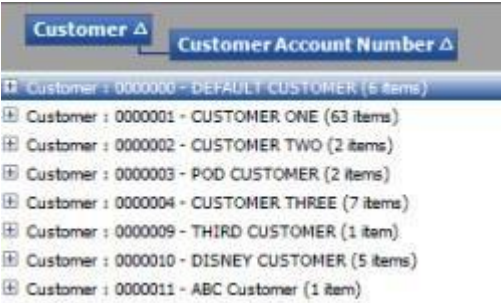 Customer △
Customer Account Number △
Customer : 0000000 - DEFAULT CUSTOMER (6 items)
Customer : 0000001 - CUSTOMER ONE (63 items)
Customer : 0000002 - CUSTOMER TWO (2 items)
Customer : 0000003 - POD CUSTOMER (2 items)
Customer : 0000004 - CUSTOMER THREE (7 items)
Customer : 0000009 - THIRD CUSTOMER (1 item)
Customer : 0000010 - DISNEY CUSTOMER (5 items)
Customer : 0000011 - ABC Customer (1 item)